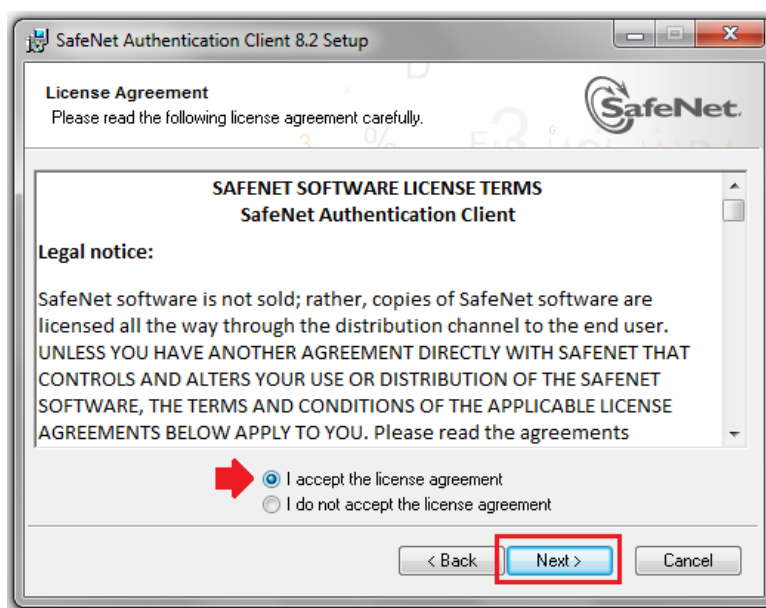 SafeNet Authentication Client 8.2 Setup
License Agreement
Please read the following license agreement carefully.
SafeNet.
SAFENET SOFTWARE LICENSE TERMS
SafeNet Authentication Client
Legal notice:
SafeNet software is not sold; rather, copies of SafeNet software are
licensed all the way through the distribution channel to the end user.
UNLESS YOU HAVE ANOTHER AGREEMENT DIRECTLY WITH SAFENET THAT
CONTROLS AND ALTERS YOUR USE OR DISTRIBUTION OF THE SAFENET
SOFTWARE, THE TERMS AND CONDITIONS OF THE APPLICABLE LICENSE
AGREEMENTS BELOW APPLY TO YOU. Please read the agreements
I accept the license agreement
I do not accept the license agreement
< Back
Next >
Cancel